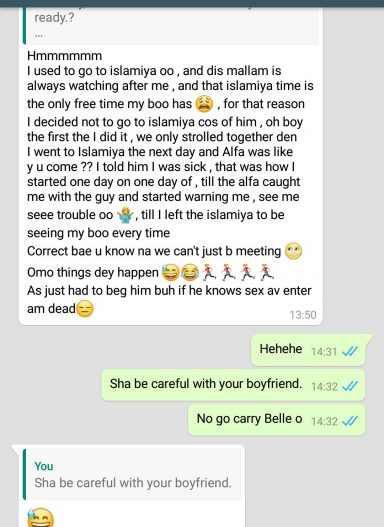 ready.?
...
Hmmmmmm
I used to go to islamiya oo , and dis mallam is
always watching after me , and that islamiya time is
the only free time my boo has 😩 , for that reason
I decided not to go to islamiya cos of him , oh boy
the first the I did it , we only strolled together den
I went to Islamiya the next day and Alfa was like
y u come ?? I told him I was sick , that was how I
started one day on one day of , till the alfa caught
me with the guy and started warning me , see me
seee trouble oo 🤷‍♀️, till I left the islamiya to be
seeing my boo every time
Correct bae u know na we can't just b meeting 🌝
Omo things dey happen 😅😂🏃‍♀️🏃‍♀️🏃‍♀️🏃‍♀️
As just had to beg him buh if he knows sex av enter
am dead😑
13:50
Hehehe 14:31
Sha be careful with your boyfriend. 14:32
No go carry Belle o 14:32
You
Sha be careful with your boyfriend.
😅